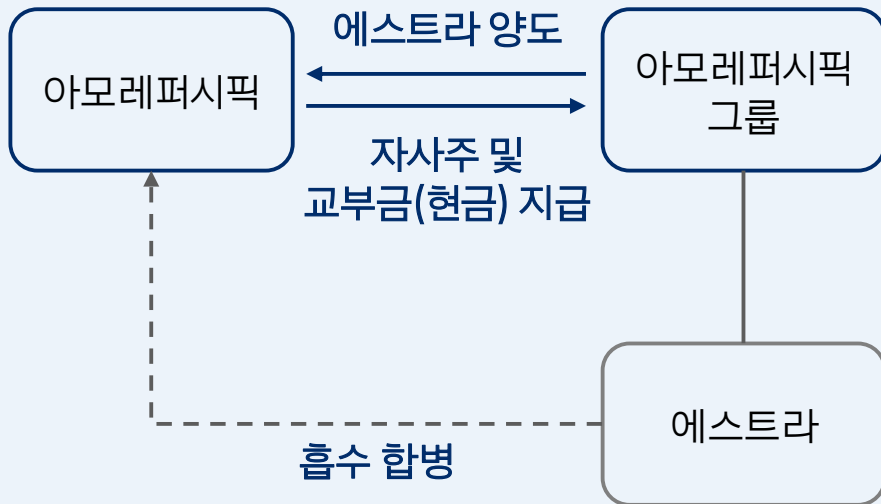 에스트라 양도
아모레퍼시픽
아모레퍼시픽
그룹
자사주 및
교부금(현금) 지급
에스트라
흡수 합병